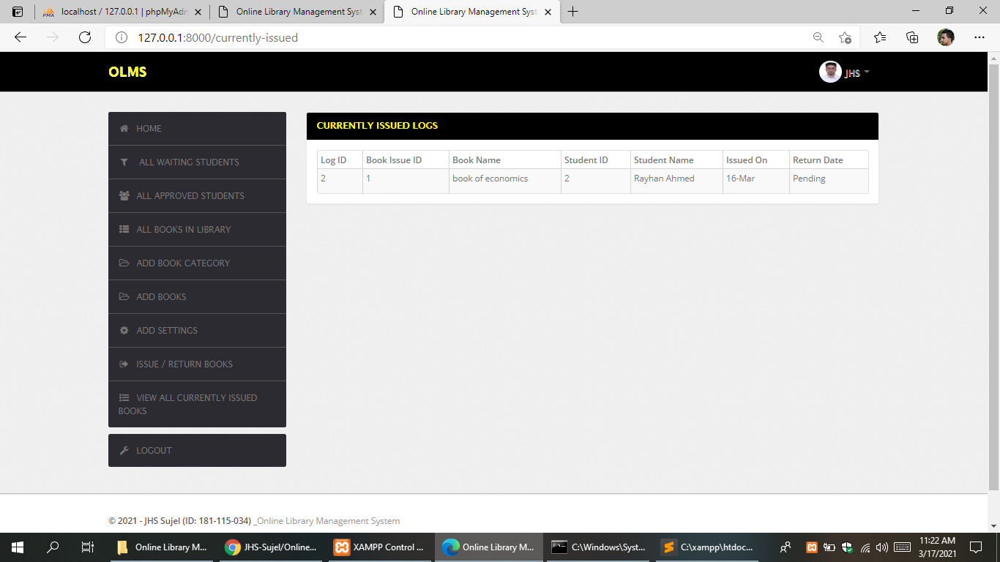 localhost / 127.0.0.1 | phpMyAdm
Online Library Management Syst
Online Library Management Syst
127.0.0.1:8000/currently-issued
OLMS
JHS
HOME
ALL WAITING STUDENTS
ALL APPROVED STUDENTS
ALL BOOKS IN LIBRARY
ADD BOOK CATEGORY
ADD BOOKS
ADD SETTINGS
ISSUE / RETURN BOOKS
VIEW ALL CURRENTLY ISSUED
BOOKS
LOGOUT
CURRENTLY ISSUED LOGS
Log ID Book Issue ID Book Name Student ID Student Name Issued On Return Date
2 1 book of economics 2 Rayhan Ahmed 16-Mar Pending
© 2021 - JHS Sujel (ID: 181-115-034) _Online Library Management System
Online Library M... JHS-Sujel/Online... XAMPP Control ... Online Library M... C:\Windows\Syst... C:\xampp\htdoc...
11:22 AM
3/17/2021